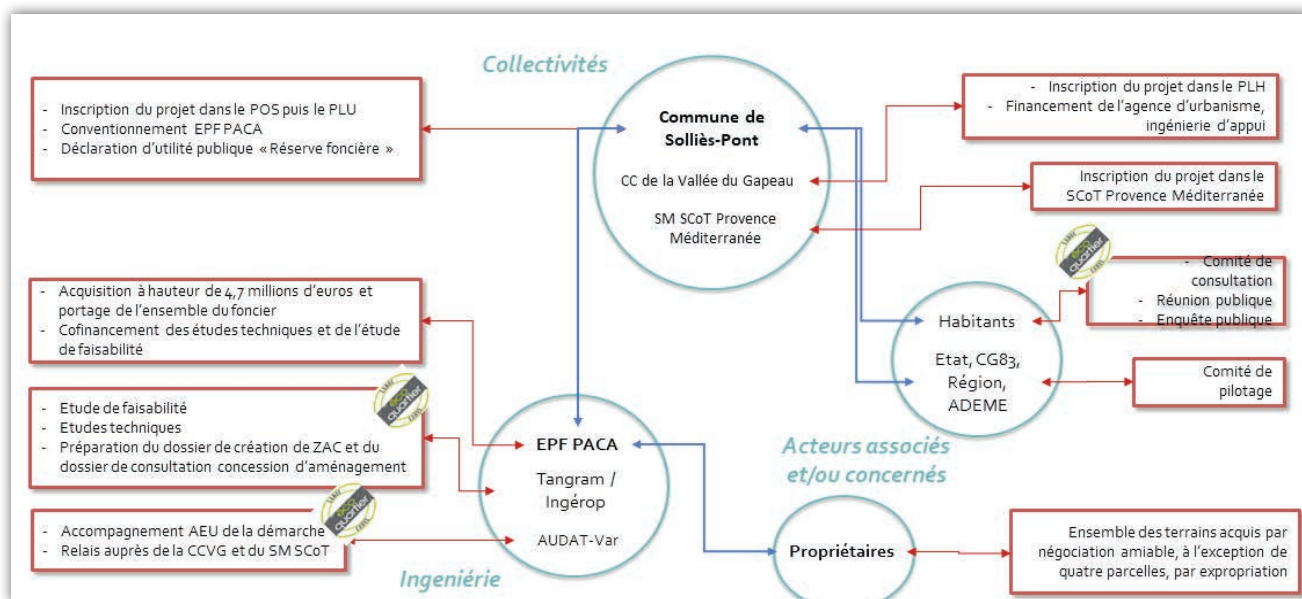 Collectivités
- Inscription du projet dans le POS puis le PLU
- Conventionnement EPF PACA
- Déclaration d'utilité publique « Réserve foncière »
Commune de
Solliès-Pont
CC de la Vallée du Gapeau
SM SCoT Provence
Méditerranée
- Inscription du projet dans le PLH
- Financement de l'agence d'urbanisme,
ingénierie d'appui
Inscription du projet dans le
SCoT Provence Méditerranée
- Comité de
consultation
- Réunion publique
- Enquête publique
Habitants
Etat, CG83,
Région,
ADEME
Comité de
pilotage
Acteurs associés
et/ou concernés
- Acquisition à hauteur de 4,7 millions d'euros et
portage de l'ensemble du foncier
- Cofinancement des études techniques et de l'étude
de faisabilité
- Etude de faisabilité
- Etudes techniques
- Préparation du dossier de création de ZAC et du
dossier de consultation concession d'aménagement
- Accompagnement AEU de la démarche
- Relais auprès de la CCVG et du SM SCoT
EPF PACA
Tangram /
Ingérop
AUDAT-Var
Ingeniérie
Propriétaires
Ensemble des terrains acquis par
négociation amiable, à l'exception de
quatre parcelles, par expropriation
eco
quartier
eco
quartier
eco
quartier